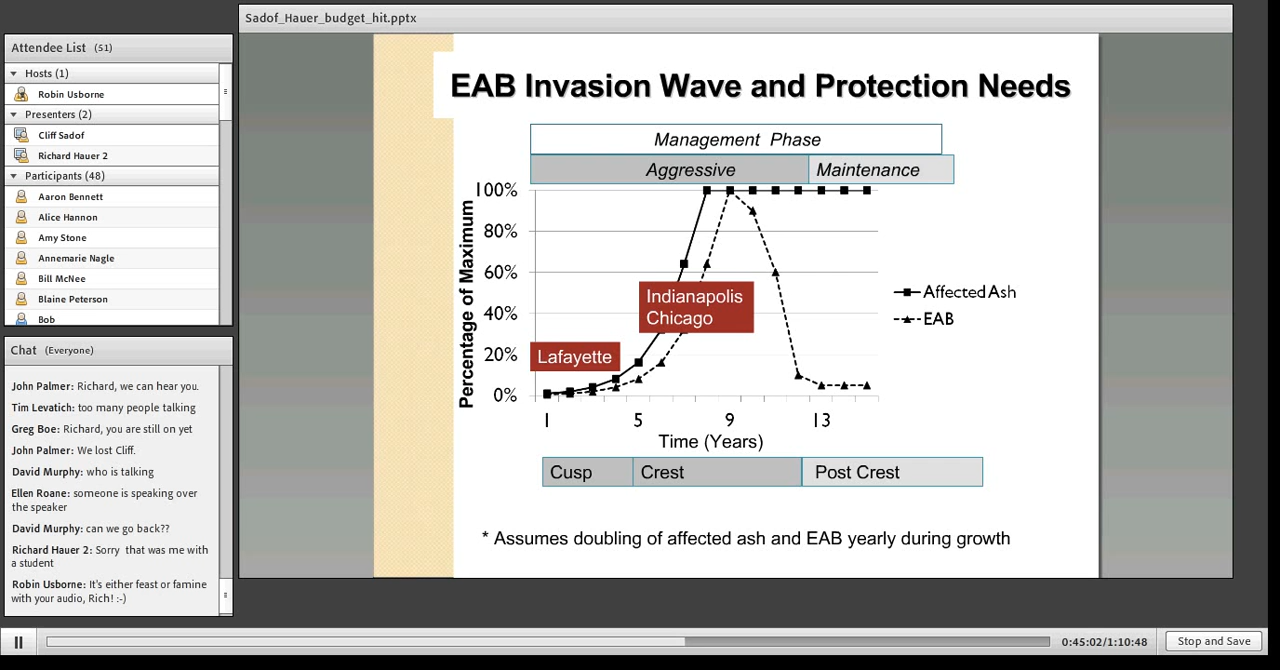 Sadof_Hauer_budget_hit.pptx
Attendee List (51)
Hosts (1)
Robin Usborne
Presenters (2)
Cliff Sadof
Richard Hauer 2
Participants (48)
Aaron Bennett
Alice Hannon
Amy Stone
Annemarie Nagle
Bill McNee
Blaine Peterson
Bob
Chat (Everyone)
John Palmer: Richard, we can hear you.
Tim Levatich: too many people talking
Greg Boe: Richard, you are still on yet
John Palmer: We lost Cliff.
David Murphy: who is talking
Ellen Roane: someone is speaking over
the speaker
David Murphy: can we go back??
Richard Hauer 2: Sorry that was me with
a student
Robin Usborne: It's either feast or famine
with your audio, Rich! :-)
EAB Invasion Wave and Protection Needs
Management Phase
Aggressive Maintenance
Percentage of Maximum
100%
80%
60%
40%
20%
0%
Indianapolis
Chicago
Lafayette
Affected Ash
EAB
1 5 9 13
Time (Years)
Cusp Crest Post Crest
* Assumes doubling of affected ash and EAB yearly during growth
0:45:02/1:10:48
Stop and Save